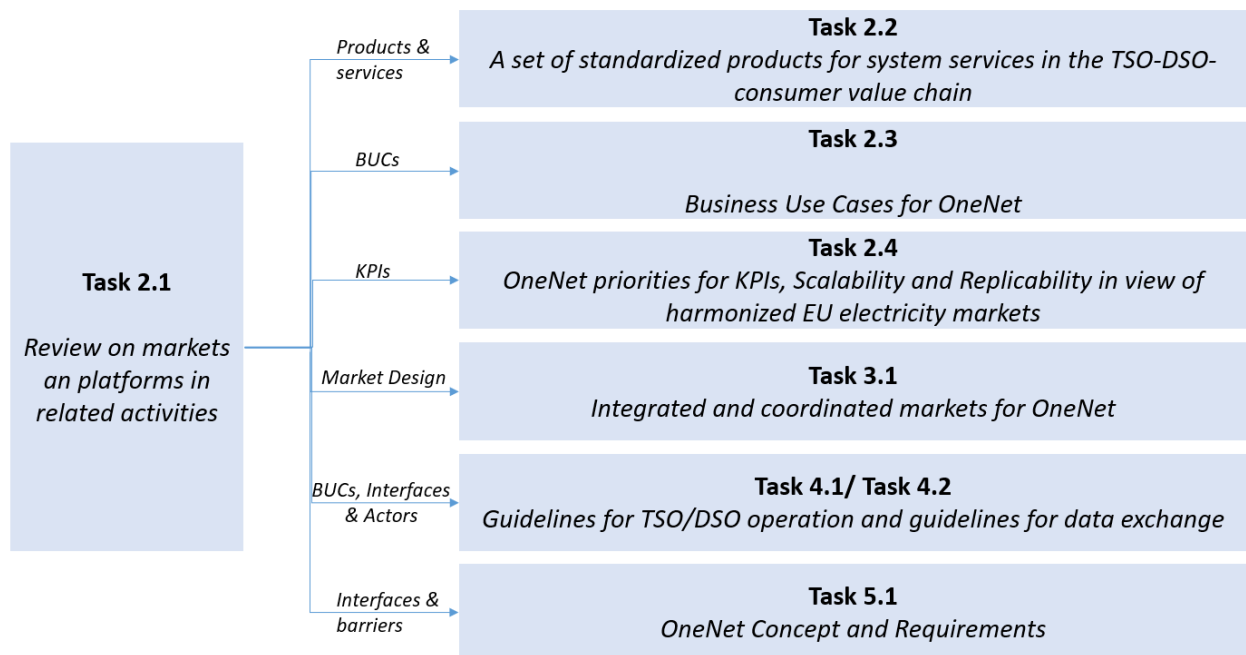 Task 2.1
Review on markets
an platforms in
related activities
Products &
services
Task 2.2
A set of standardized products for system services in the TSO-DSO-
consumer value chain
BUCs
Task 2.3
Business Use Cases for OneNet
KPIs
Task 2.4
OneNet priorities for KPIs, Scalability and Replicability in view of
harmonized EU electricity markets
Market Design
Task 3.1
Integrated and coordinated markets for OneNet
BUCs, Interfaces
& Actors
Task 4.1/ Task 4.2
Guidelines for TSO/DSO operation and guidelines for data exchange
Interfaces &
barriers
Task 5.1
OneNet Concept and Requirements